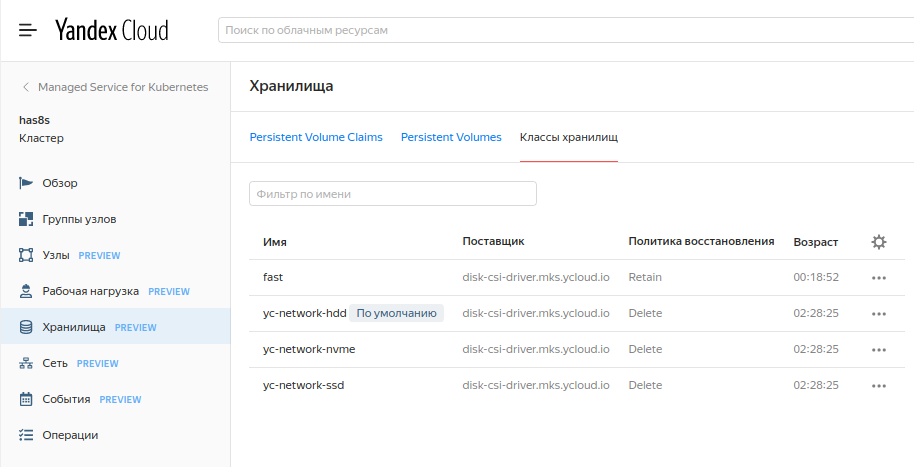 Yandex Cloud
Поиск по облачным ресурсам
Managed Service for Kubernetes
has8s
Кластер
Обзор
Группы узлов
Узлы PREVIEW
Рабочая нагрузка PREVIEW
Хранилища PREVIEW
Сеть PREVIEW
События PREVIEW
Операции
Хранилища
Persistent Volume Claims Persistent Volumes Классы хранилищ
Фильтр по имени
Имя Поставщик Политика восстановления Возраст
fast disk-csi-driver.mks.ycloud.io Retain 00:18:52
yc-network-hdd По умолчанию disk-csi-driver.mks.ycloud.io Delete 02:28:25
yc-network-nvme disk-csi-driver.mks.ycloud.io Delete 02:28:25
yc-network-ssd disk-csi-driver.mks.ycloud.io Delete 02:28:25